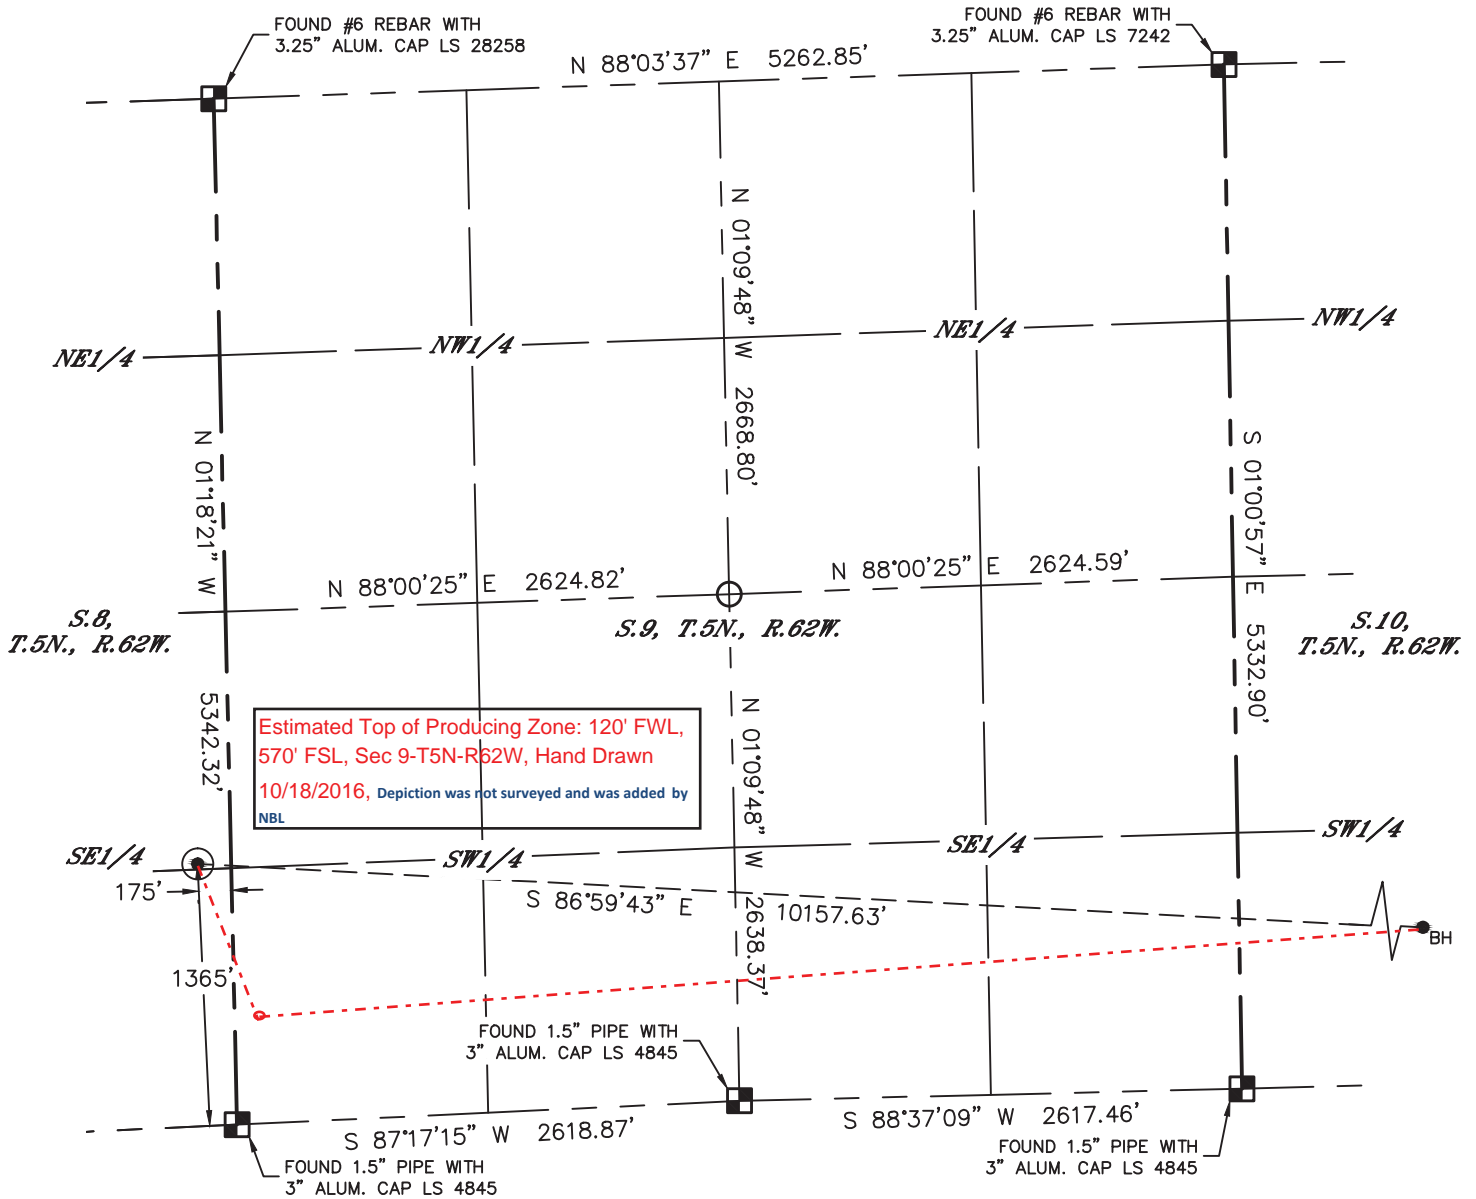 FOUND #6 REBAR WITH
3.25" ALUM. CAP LS 28258
FOUND #6 REBAR WITH
3.25" ALUM. CAP LS 7242
N 88°03'37" E 5262.85'
N 01°09'48" W 2668.80'
NE1/4
NW1/4
NE1/4
NW1/4
N 01°18'21" W 5342.32'
S 01°00'57" E 5332.90'
N 88°00'25" E 2624.82'
N 88°00'25" E 2624.59'
S.8,
T.5N., R.62W.
S.9, T.5N., R.62W.
S.10,
T.5N., R.62W.
Estimated Top of Producing Zone: 120' FWL,
570' FSL, Sec 9-T5N-R62W, Hand Drawn
10/18/2016, Depiction was not surveyed and was added by
NBL
N 01°09'48" W 2638.37'
SE1/4
SW1/4
SE1/4
SW1/4
175'
S 86°59'43" E 10157.63'
BH
1365'
FOUND 1.5" PIPE WITH
3" ALUM. CAP LS 4845
S 87°17'15" W 2618.87'
S 88°37'09" W 2617.46'
FOUND 1.5" PIPE WITH
3" ALUM. CAP LS 4845
FOUND 1.5" PIPE WITH
3" ALUM. CAP LS 4845